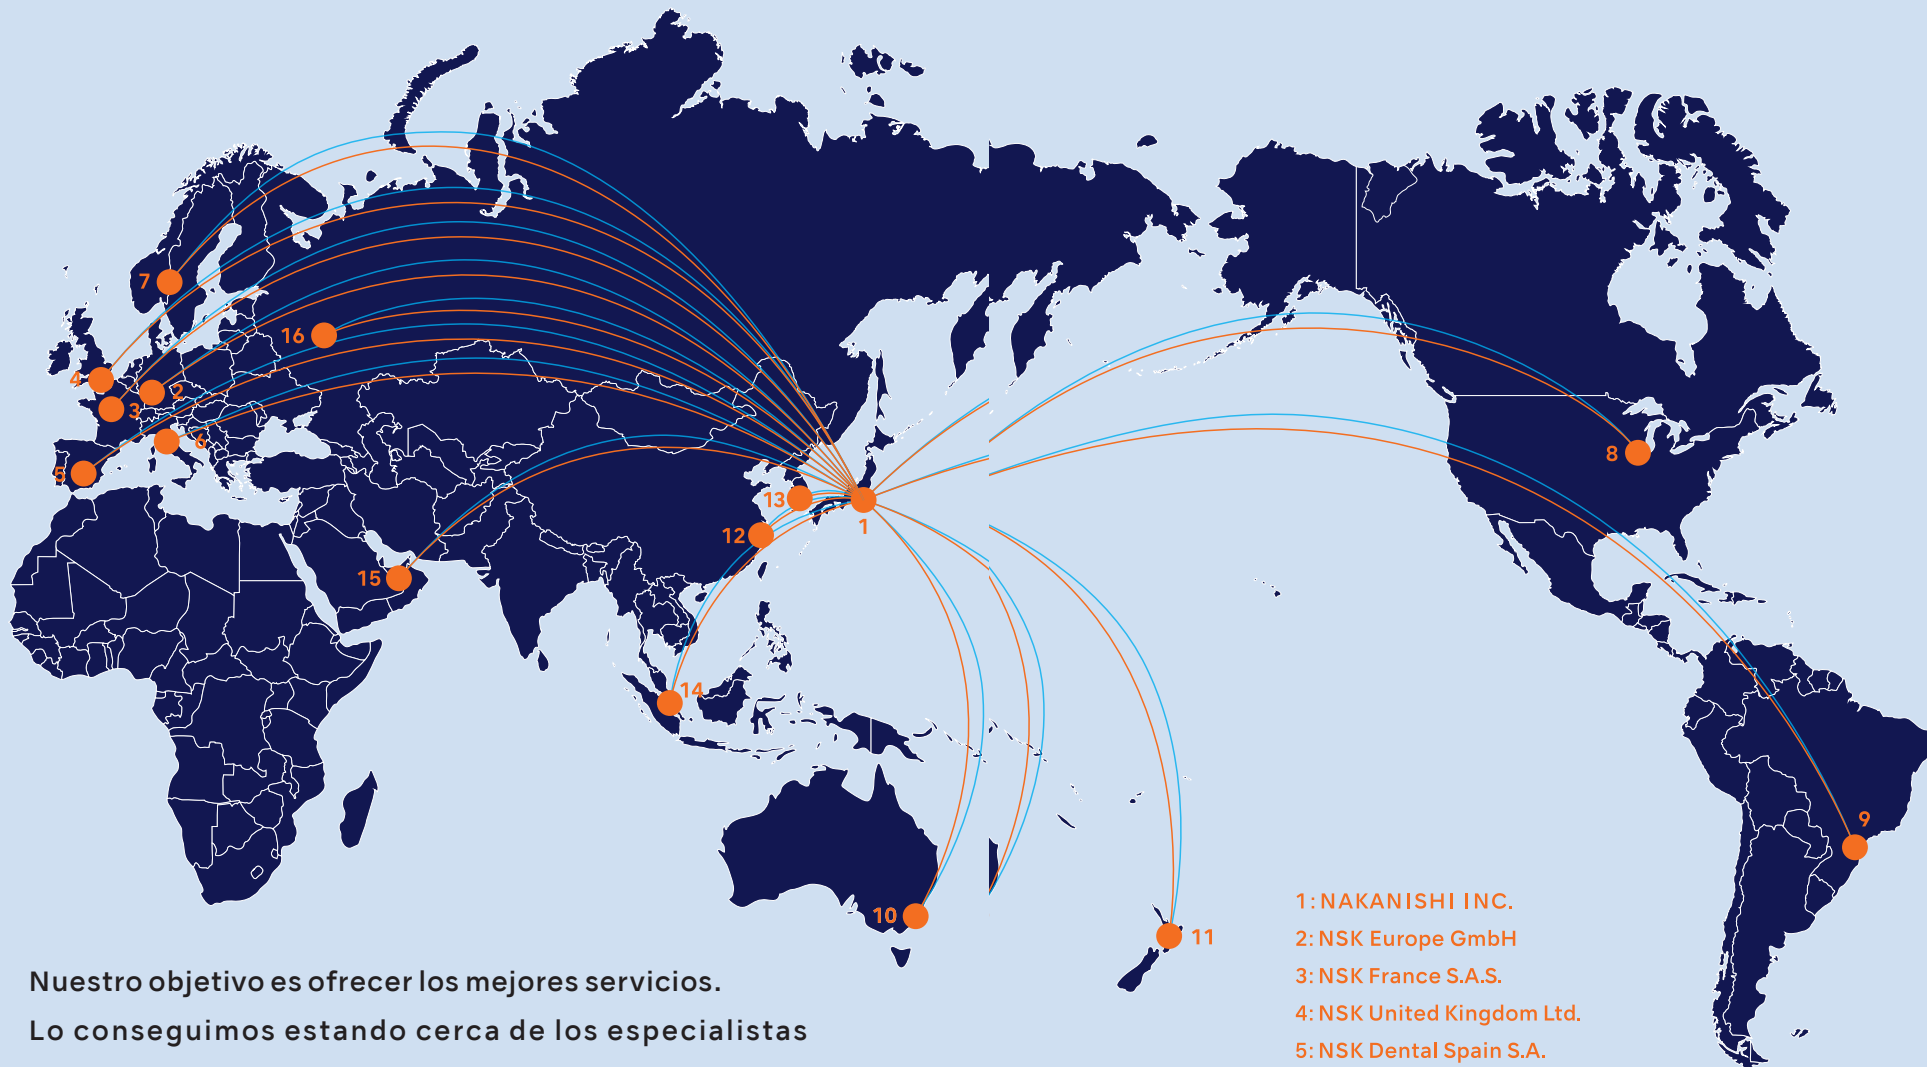 7
16
4
2
3
6
5
8
13
1
12
15
14
9
10
11
Nuestro objetivo es ofrecer los mejores servicios.
Lo conseguimos estando cerca de los especialistas
1: NAKANISHI INC.
2: NSK Europe GmbH
3: NSK France S.A.S.
4: NSK United Kingdom Ltd.
5: NSK Dental Spain S.A.